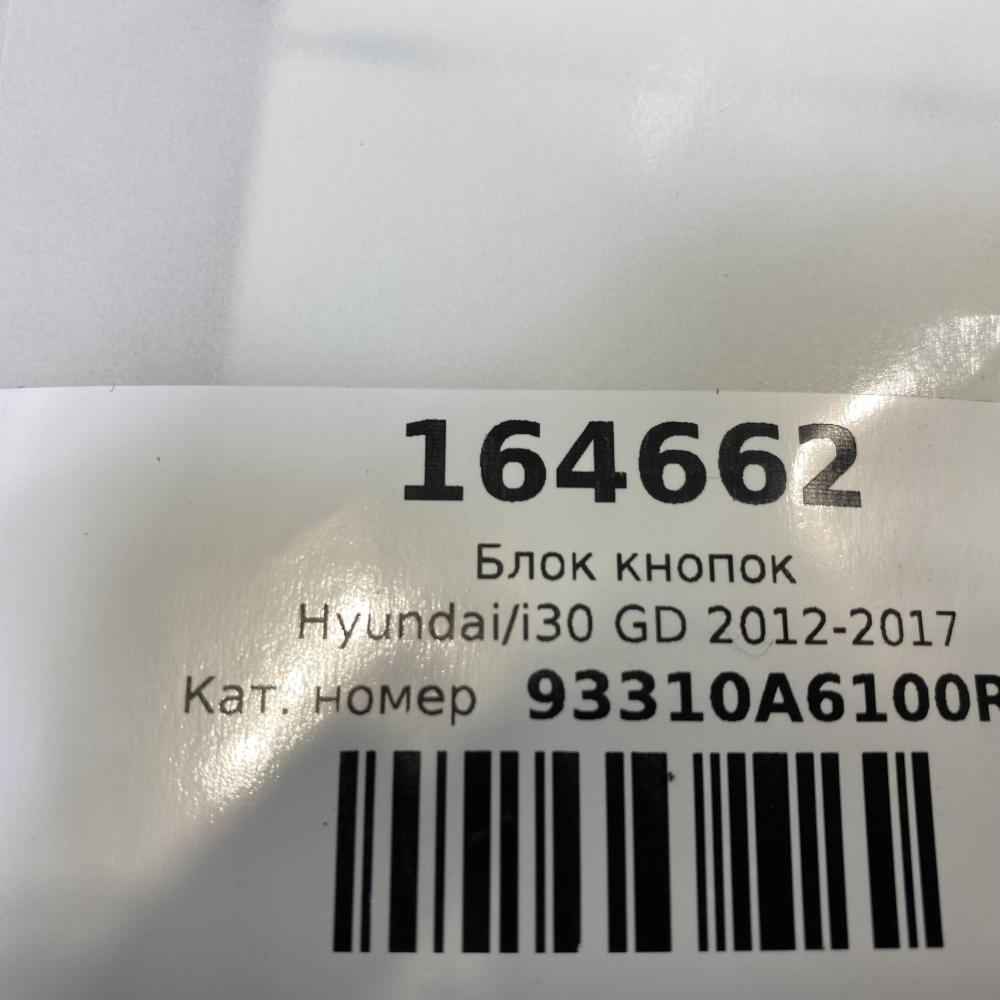 164662
Блок кнопок
Hyundai/i30 GD 2012-2017
Кат. номер 93310A6100R